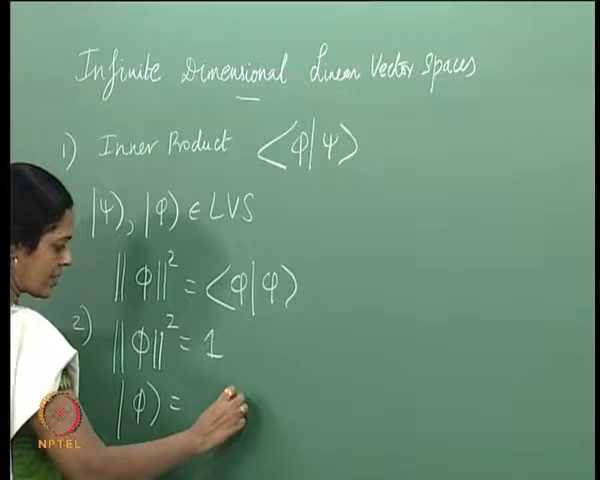 Infinite Dimensional Linear Vector Spaces
1) Inner Product ⟨φ|ψ⟩
|ψ⟩, |φ⟩ ∈ LVS
||φ||² = ⟨φ|φ⟩
2) ||φ||² = 1
|φ⟩ =
NPTEL